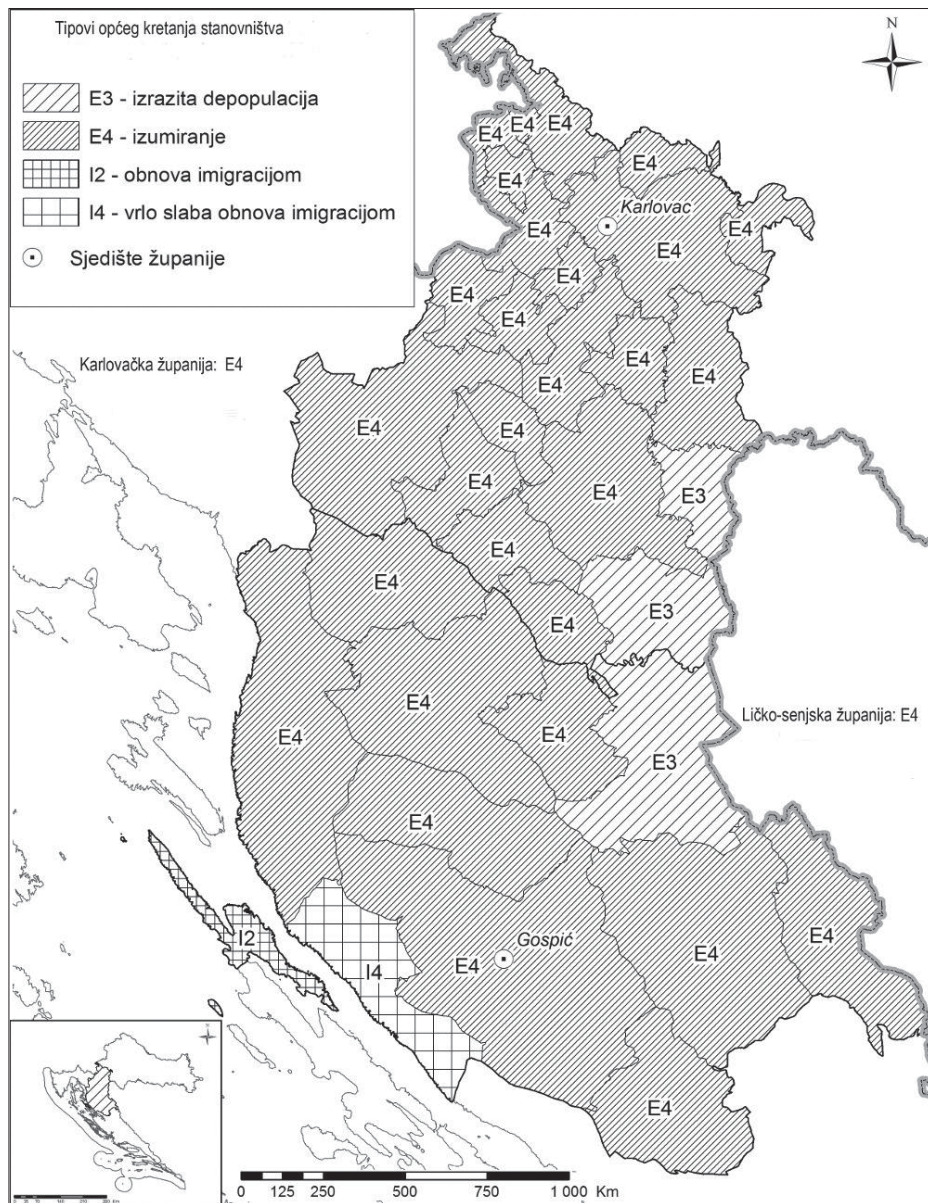 Tipovi općeg kretanja stanovništva
E3 - izrazita depopulacija
E4 - izumiranje
I2 - obnova imigracijom
I4 - vrlo slaba obnova imigracijom
Sjedište županije
N
E4
E4
E4
E4
E4
Karlovac
E4
E4
E4
E4
E4
E4
Karlovačka županija: E4
E4
E4
E4
E4
E4
E4
E4
E3
E4
E4
E3
E4
E4
E4
E4
E3
Ličko-senjska županija: E4
E4
I2
Gospić
E4
I4
E4
E4
E4
0 125 250 500 750 1 000 Km